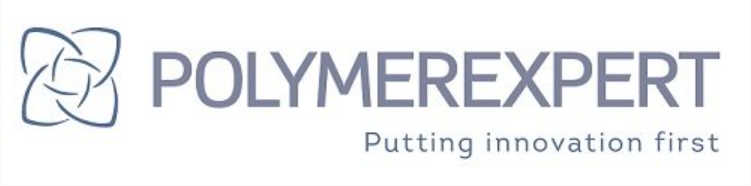 POLYMEREXPERT
Putting innovation first